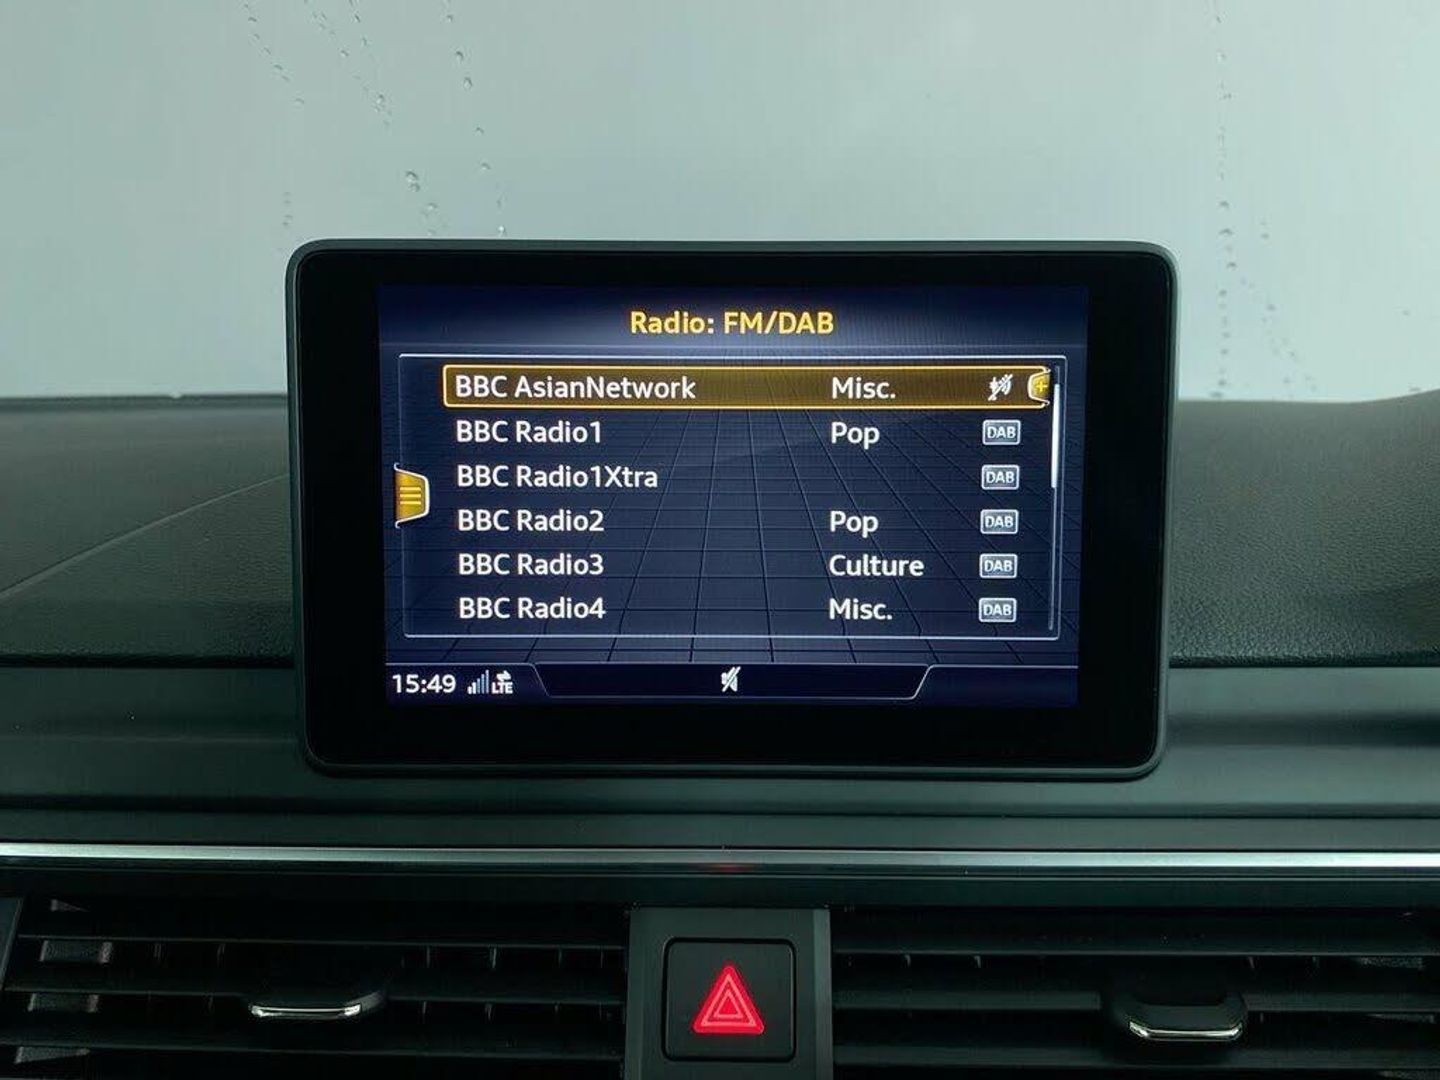 Radio: FM/DAB
BBC AsianNetwork Misc.
BBC Radio1 Pop DAB
BBC Radio1Xtra DAB
BBC Radio2 Pop DAB
BBC Radio3 Culture DAB
BBC Radio4 Misc. DAB
15:49 LTE